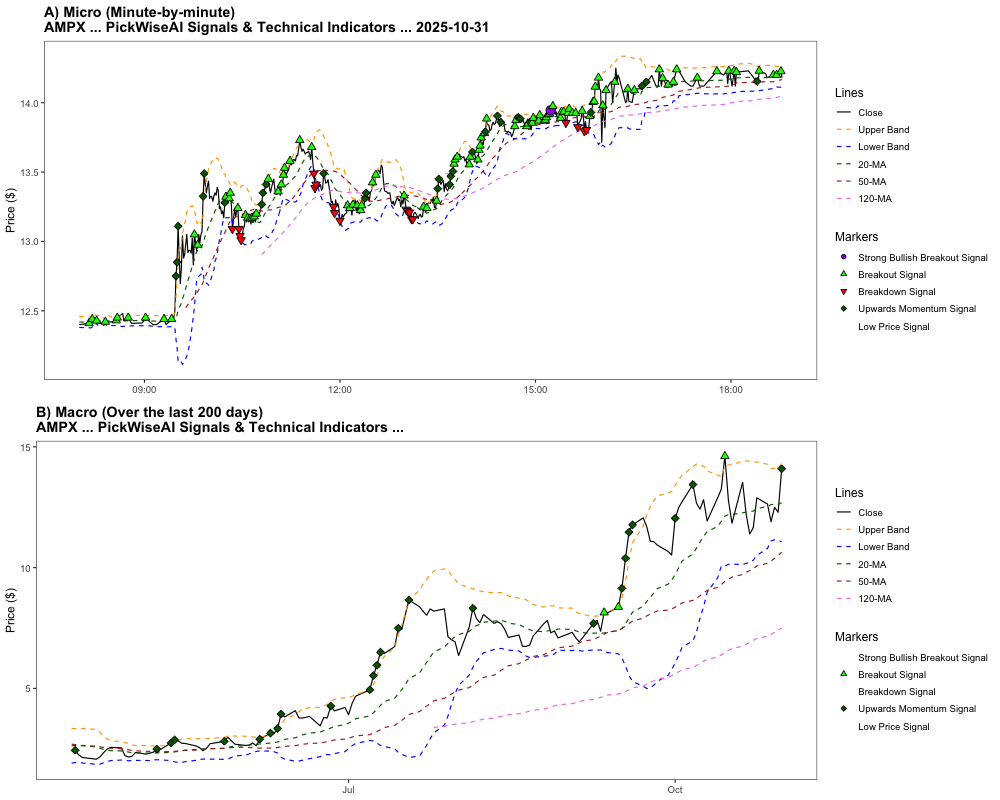 A) Micro (Minute-by-minute)
AMPX ... PickWiseAI Signals & Technical Indicators ... 2025-10-31
Price ($)
14.0
13.5
13.0
12.5
09:00
12:00
15:00
18:00
Lines
Close
Upper Band
Lower Band
20-MA
50-MA
120-MA
Markers
Strong Bullish Breakout Signal
Breakout Signal
Breakdown Signal
Upwards Momentum Signal
Low Price Signal
B) Macro (Over the last 200 days)
AMPX ... PickWiseAI Signals & Technical Indicators ...
Price ($)
15
10
5
Jul
Oct
Lines
Close
Upper Band
Lower Band
20-MA
50-MA
120-MA
Markers
Strong Bullish Breakout Signal
Breakout Signal
Breakdown Signal
Upwards Momentum Signal
Low Price Signal